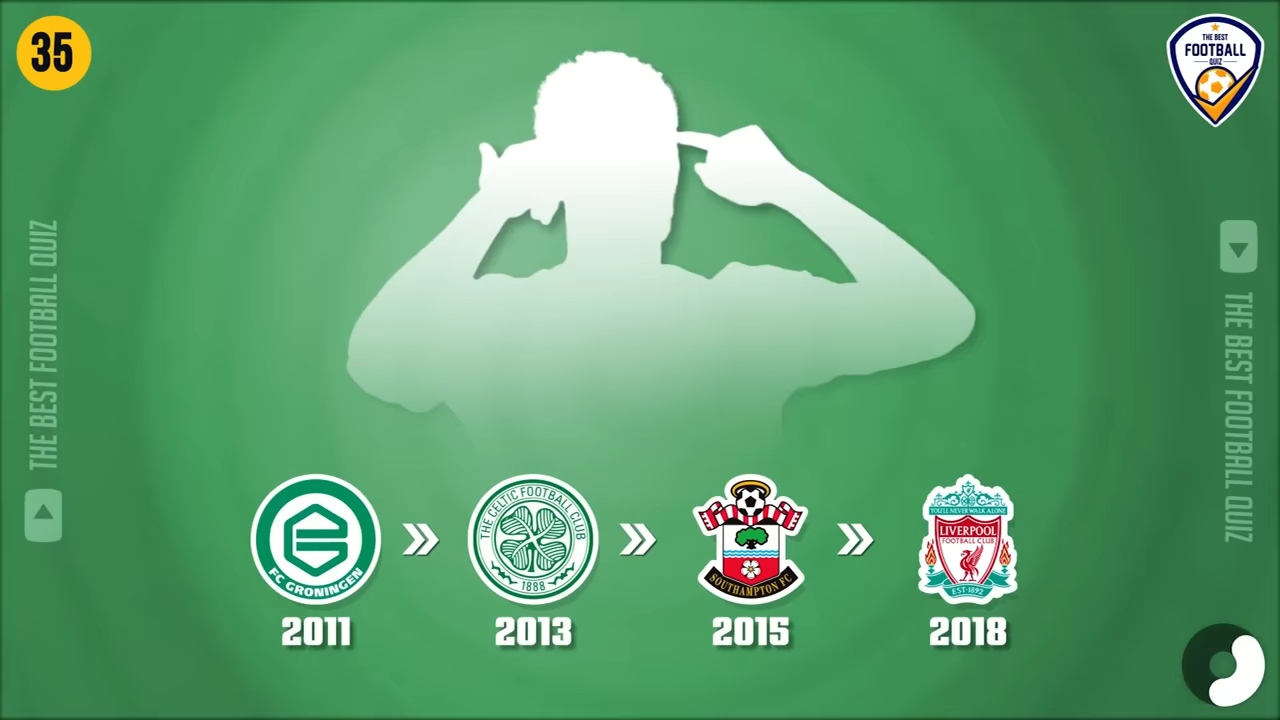 35
THE BEST
FOOTBALL
QUIZ
THE BEST FOOTBALL QUIZ
THE BEST FOOTBALL QUIZ
FC GRONINGEN
THE CELTIC FOOTBALL CLUB
1888
SOUTHAMPTON FC
YOU'LL NEVER WALK ALONE
LIVERPOOL
FOOTBALL CLUB
EST·1892
2011
2013
2015
2018